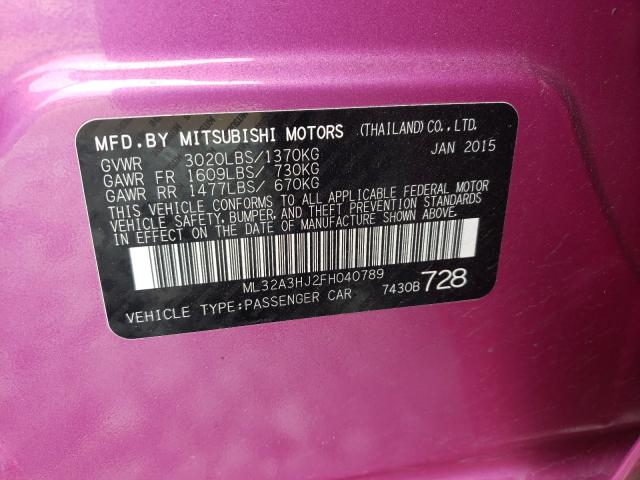 MFD.BY MITSUBISHI MOTORS (THAILAND) CO.,LTD.
GVWR 3020LBS/1370KG JAN 2015
GAWR FR 1609LBS/ 730KG
GAWR RR 1477LBS/ 670KG
THIS VEHICLE CONFORMS TO ALL APPLICABLE FEDERAL MOTOR
VEHICLE SAFETY, BUMPER, AND THEFT PREVENTION STANDARDS
IN EFFECT ON THE DATE OF MANUFACTURE SHOWN ABOVE.
ML32A3HJ2FH040789
VEHICLE TYPE:PASSENGER CAR 7430B 728